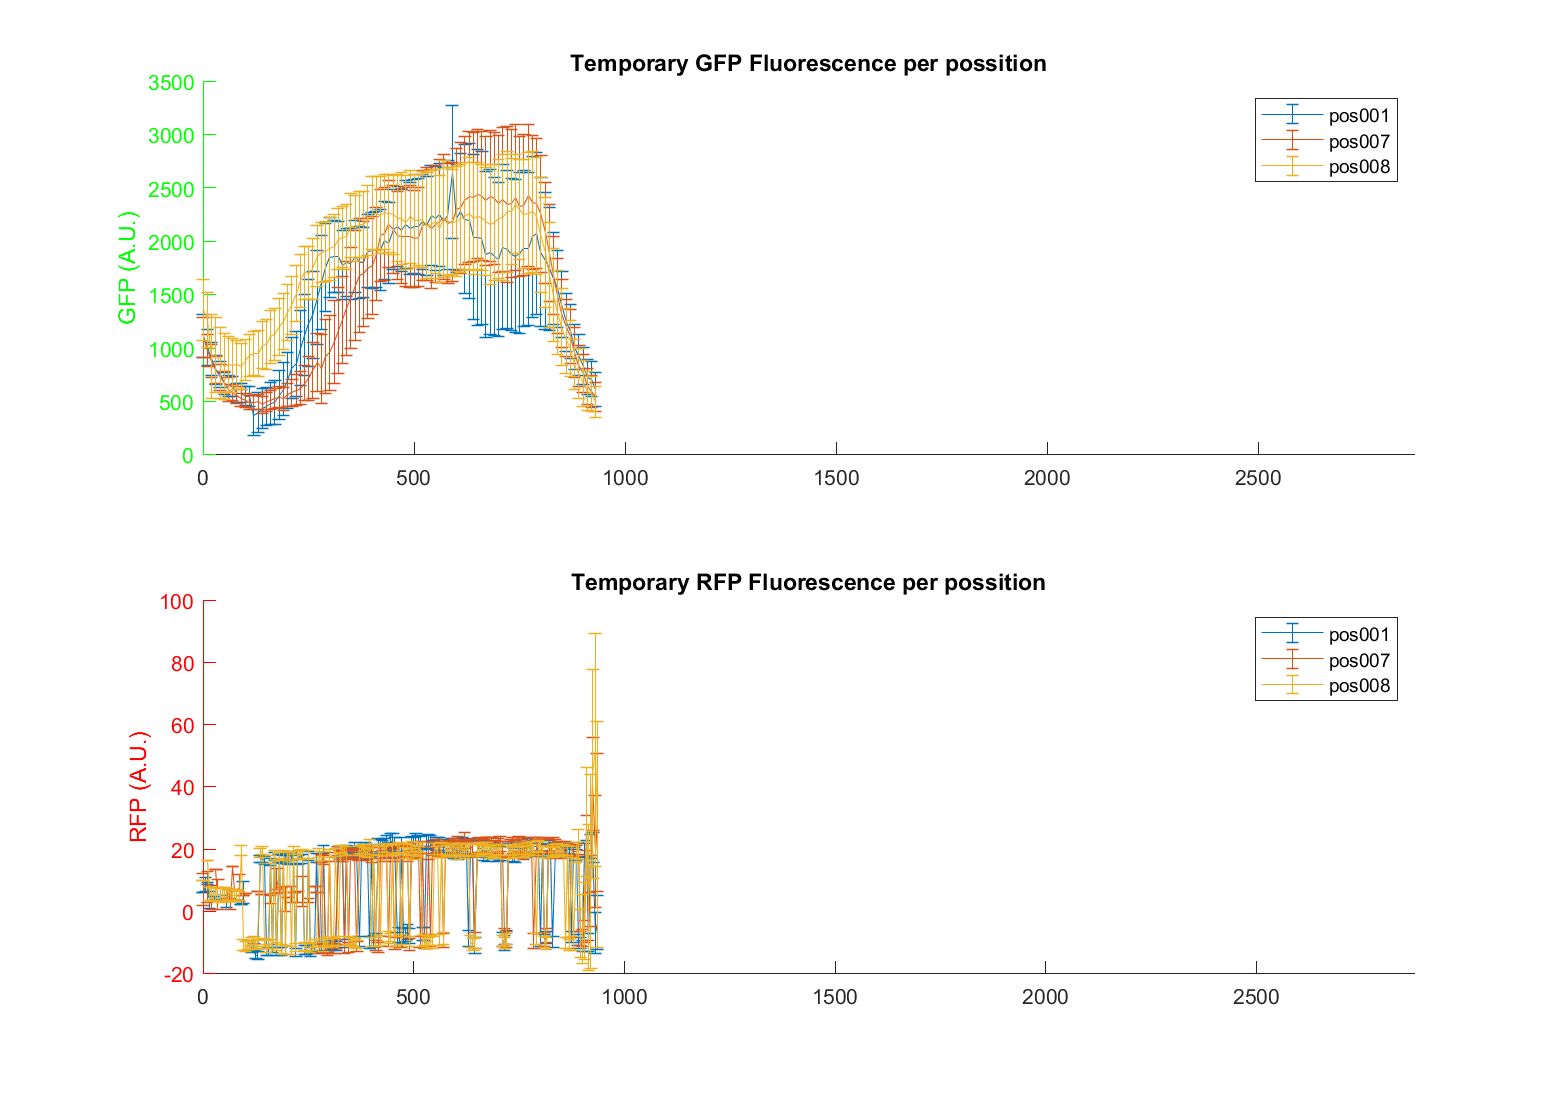 Temporary GFP Fluorescence per possition
3500
3000
2500
2000
1500
1000
500
0
GFP (A.U.)
0 500 1000 1500 2000 2500
pos001
pos007
pos008
Temporary RFP Fluorescence per possition
100
80
60
40
20
0
-20
RFP (A.U.)
0 500 1000 1500 2000 2500
pos001
pos007
pos008